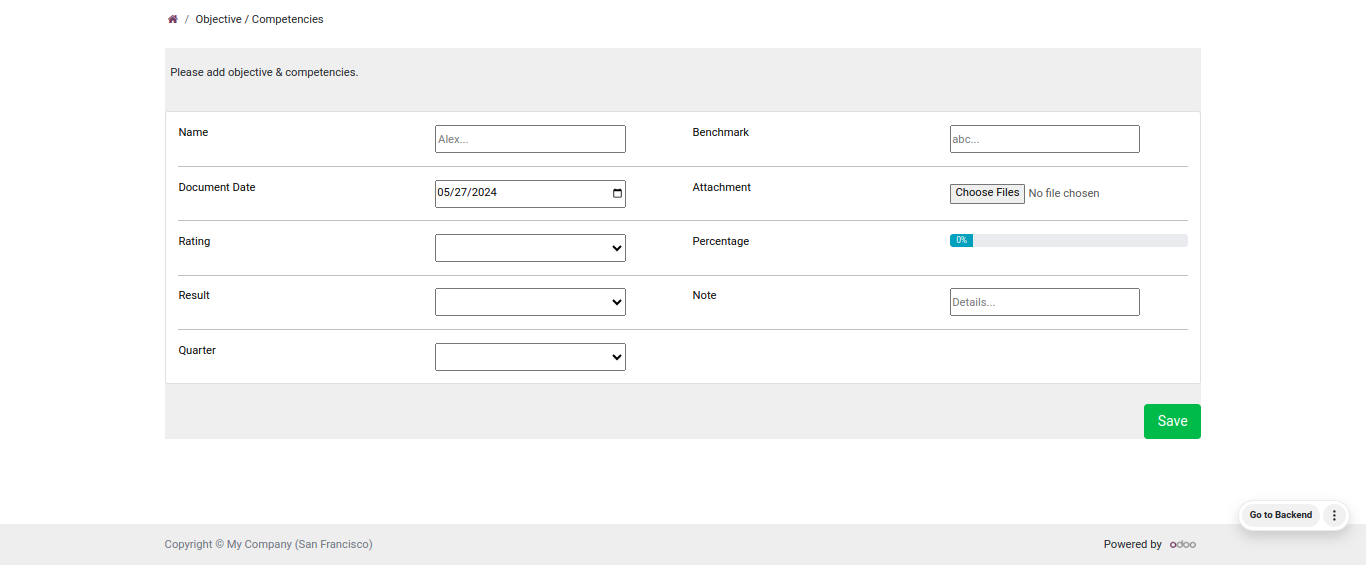 / Objective / Competencies
Please add objective & competencies.
Name Alex... Benchmark abc...
Document Date 05/27/2024 Attachment Choose Files No file chosen
Rating Percentage 0%
Result Note Details...
Quarter
Save
Go to Backend
Copyright © My Company (San Francisco) Powered by odoo